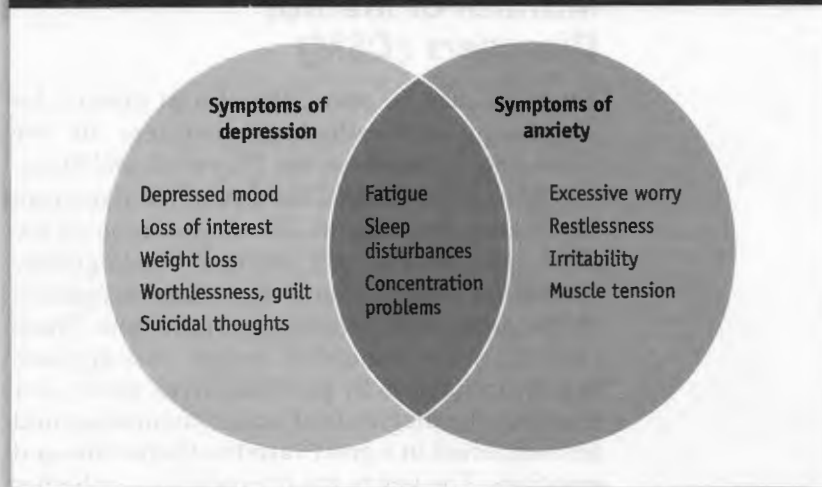 Symptoms of
depression
Depressed mood
Loss of interest
Weight loss
Worthlessness, guilt
Suicidal thoughts
Fatigue
Sleep
disturbances
Concentration
problems
Symptoms of
anxiety
Excessive worry
Restlessness
Irritability
Muscle tension